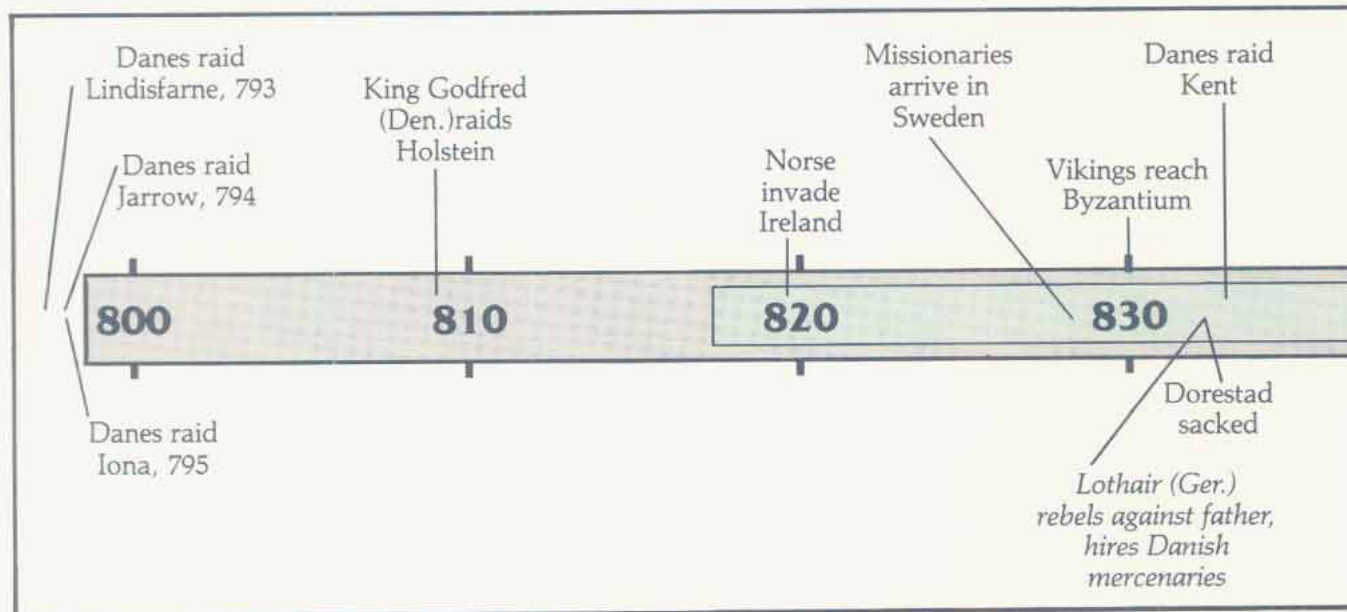 Danes raid
Lindisfarne, 793
Danes raid
Jarrow, 794
King Godfred
(Den.)raids
Holstein
Norse
invade
Ireland
Missionaries
arrive in
Sweden
Vikings reach
Byzantium
Danes raid
Kent
800
810
820
830
Danes raid
Iona, 795
Dorestad
sacked
Lothair (Ger.)
rebels against father,
hires Danish
mercenaries